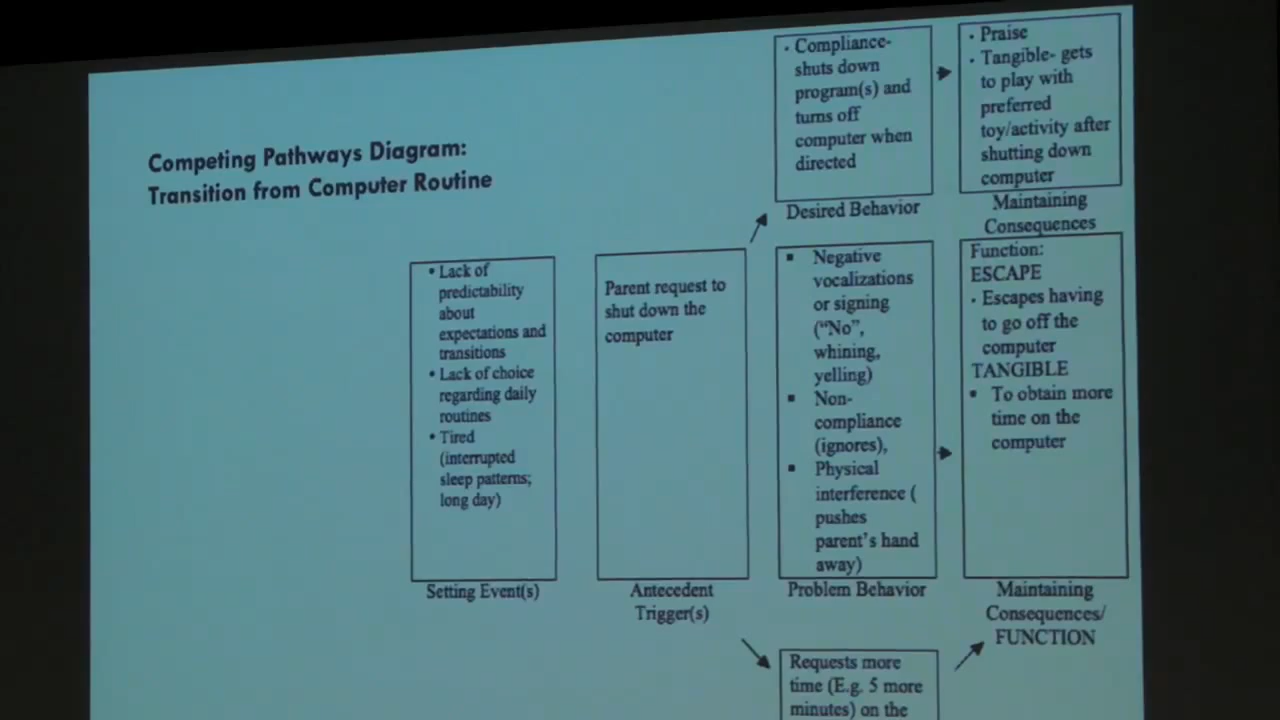 Competing Pathways Diagram:
Transition from Computer Routine
• Compliance-
shuts down
program(s) and
turns off
computer when
directed
Desired Behavior
• Praise
• Tangible- gets
to play with
preferred
toy/activity after
shutting down
computer
Maintaining
Consequences
• Lack of
predictability
about
expectations and
transitions
• Lack of choice
regarding daily
routines
• Tired
(interrupted
sleep patterns;
long day)
Setting Event(s)
Parent request to
shut down the
computer
Antecedent
Trigger(s)
▪ Negative
vocalizations
or signing
(“No”,
whining,
yelling)
▪ Non-
compliance
(ignores),
▪ Physical
interference (
pushes
parent’s hand
away)
Problem Behavior
Function:
ESCAPE
• Escapes having
to go off the
computer
TANGIBLE
▪ To obtain more
time on the
computer
Maintaining
Consequences/
FUNCTION
Requests more
time (E.g. 5 more
minutes) on the